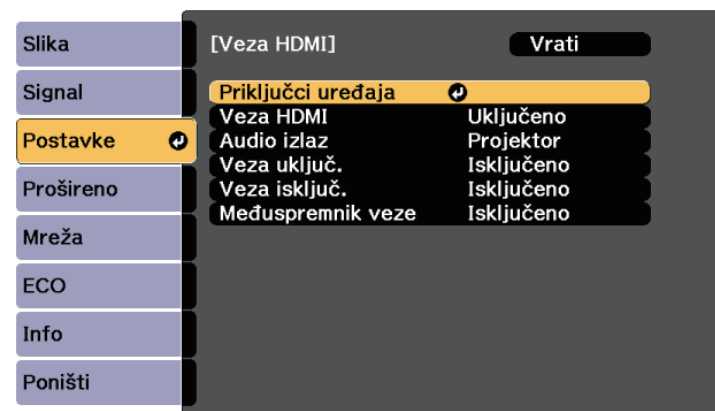 Slika
Signal
Postavke
Prošireno
Mreža
ECO
Info
Poništi
[Veza HDMI] Vrati
Priključci uređaja
Veza HDMI Uključeno
Audio izlaz Projektor
Veza uključ. Isključeno
Veza isključ. Isključeno
Međuspremnik veze Isključeno